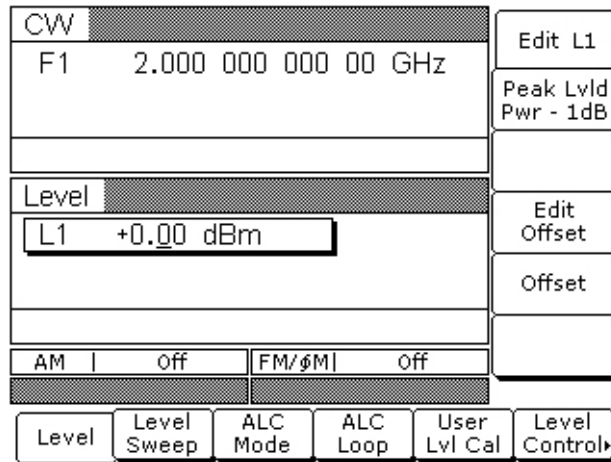 CW
F1 2.000 000 000 00 GHz
Level
L1 +0.00 dBm
AM | Off FM/ϕM| Off
Edit L1
Peak Lvld
Pwr - 1dB
Edit
Offset
Offset
Level
Level
Sweep
ALC
Mode
ALC
Loop
User
Lvl Cal
Level
Control▸